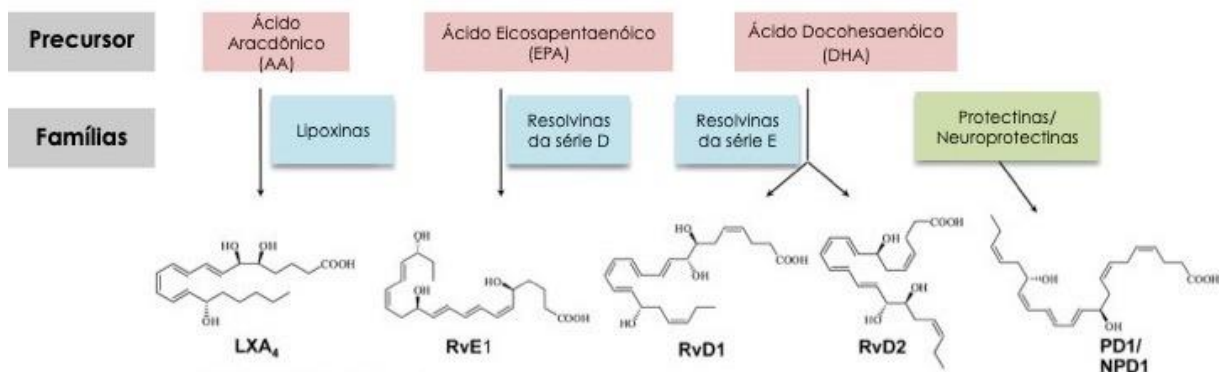 Precursor
Ácido
Aracdônico
(AA)
Ácido Eicosapentaenóico
(EPA)
Ácido Docohesaenóico
(DHA)
Famílias
Lipoxinas
Resolvinas
da série D
Resolvinas
da série E
Protectinas/
Neuroprotectinas
HO OH
COOH
OH
LXA4
OH
HO
OH
COOH
RvE1
HO
OH
COOH
HO
RvD1
COOH
OH
OH
HO
RvD2
OH
COOH
OH
PD1/
NPD1